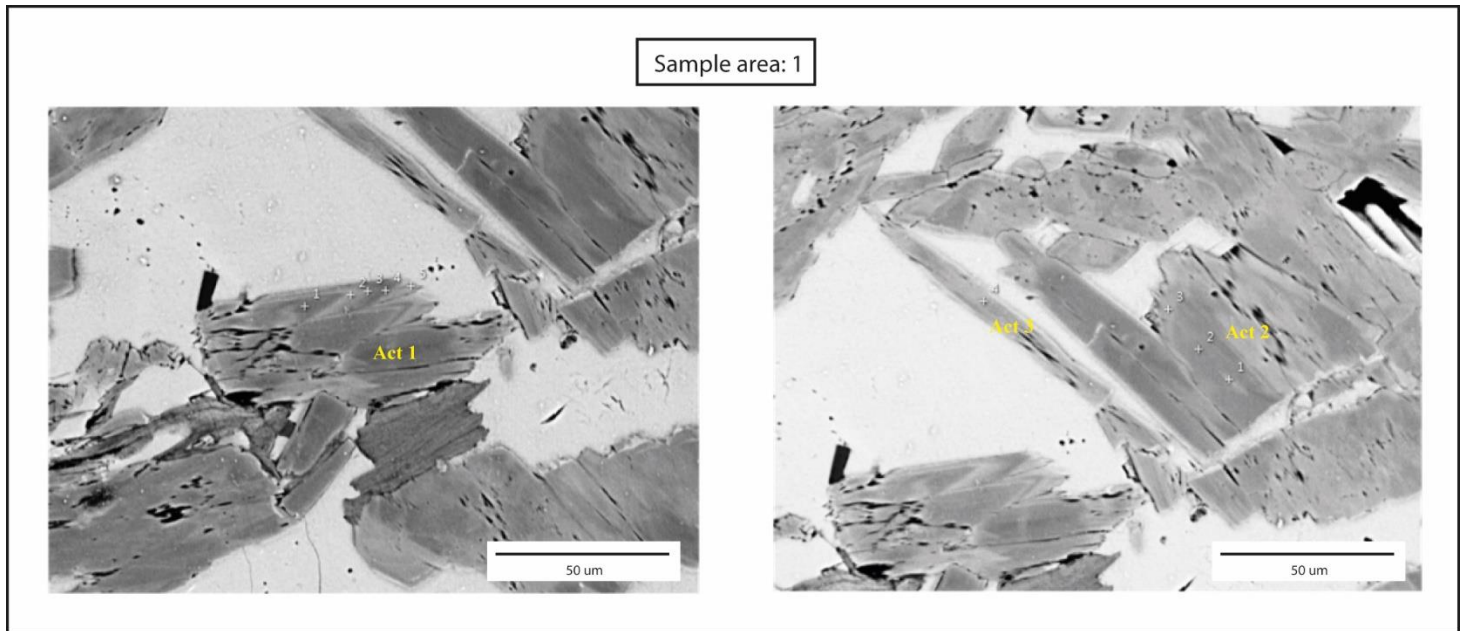 Sample area: 1
1 2 3 4 5
Act 1
50 um
4
Act 3
3
Act 2
2
1
50 um